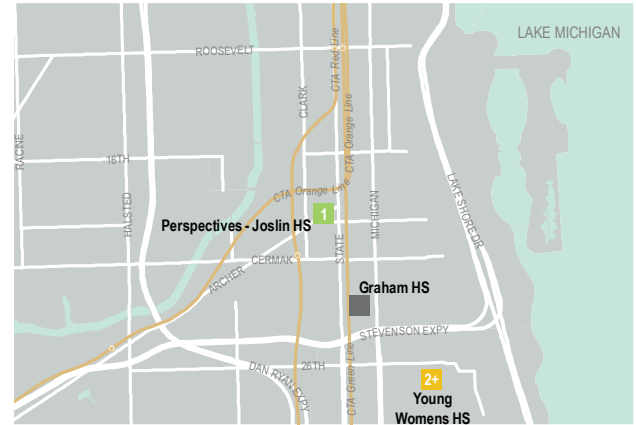 LAKE MICHIGAN
ROOSEVELT
CTA Red Line
CLARK
RACINE
16TH
CTA Orange Line
CTA Orange Line
HALSTED
MICHIGAN
LAKE SHORE DR
1
Perspectives - Joslin HS
STATE
CERMAK
ARCHER
Graham HS
STEVENSON EXPY
DAN RYAN EXPY
26TH
CTA Green Line
2+
Young
Womens HS